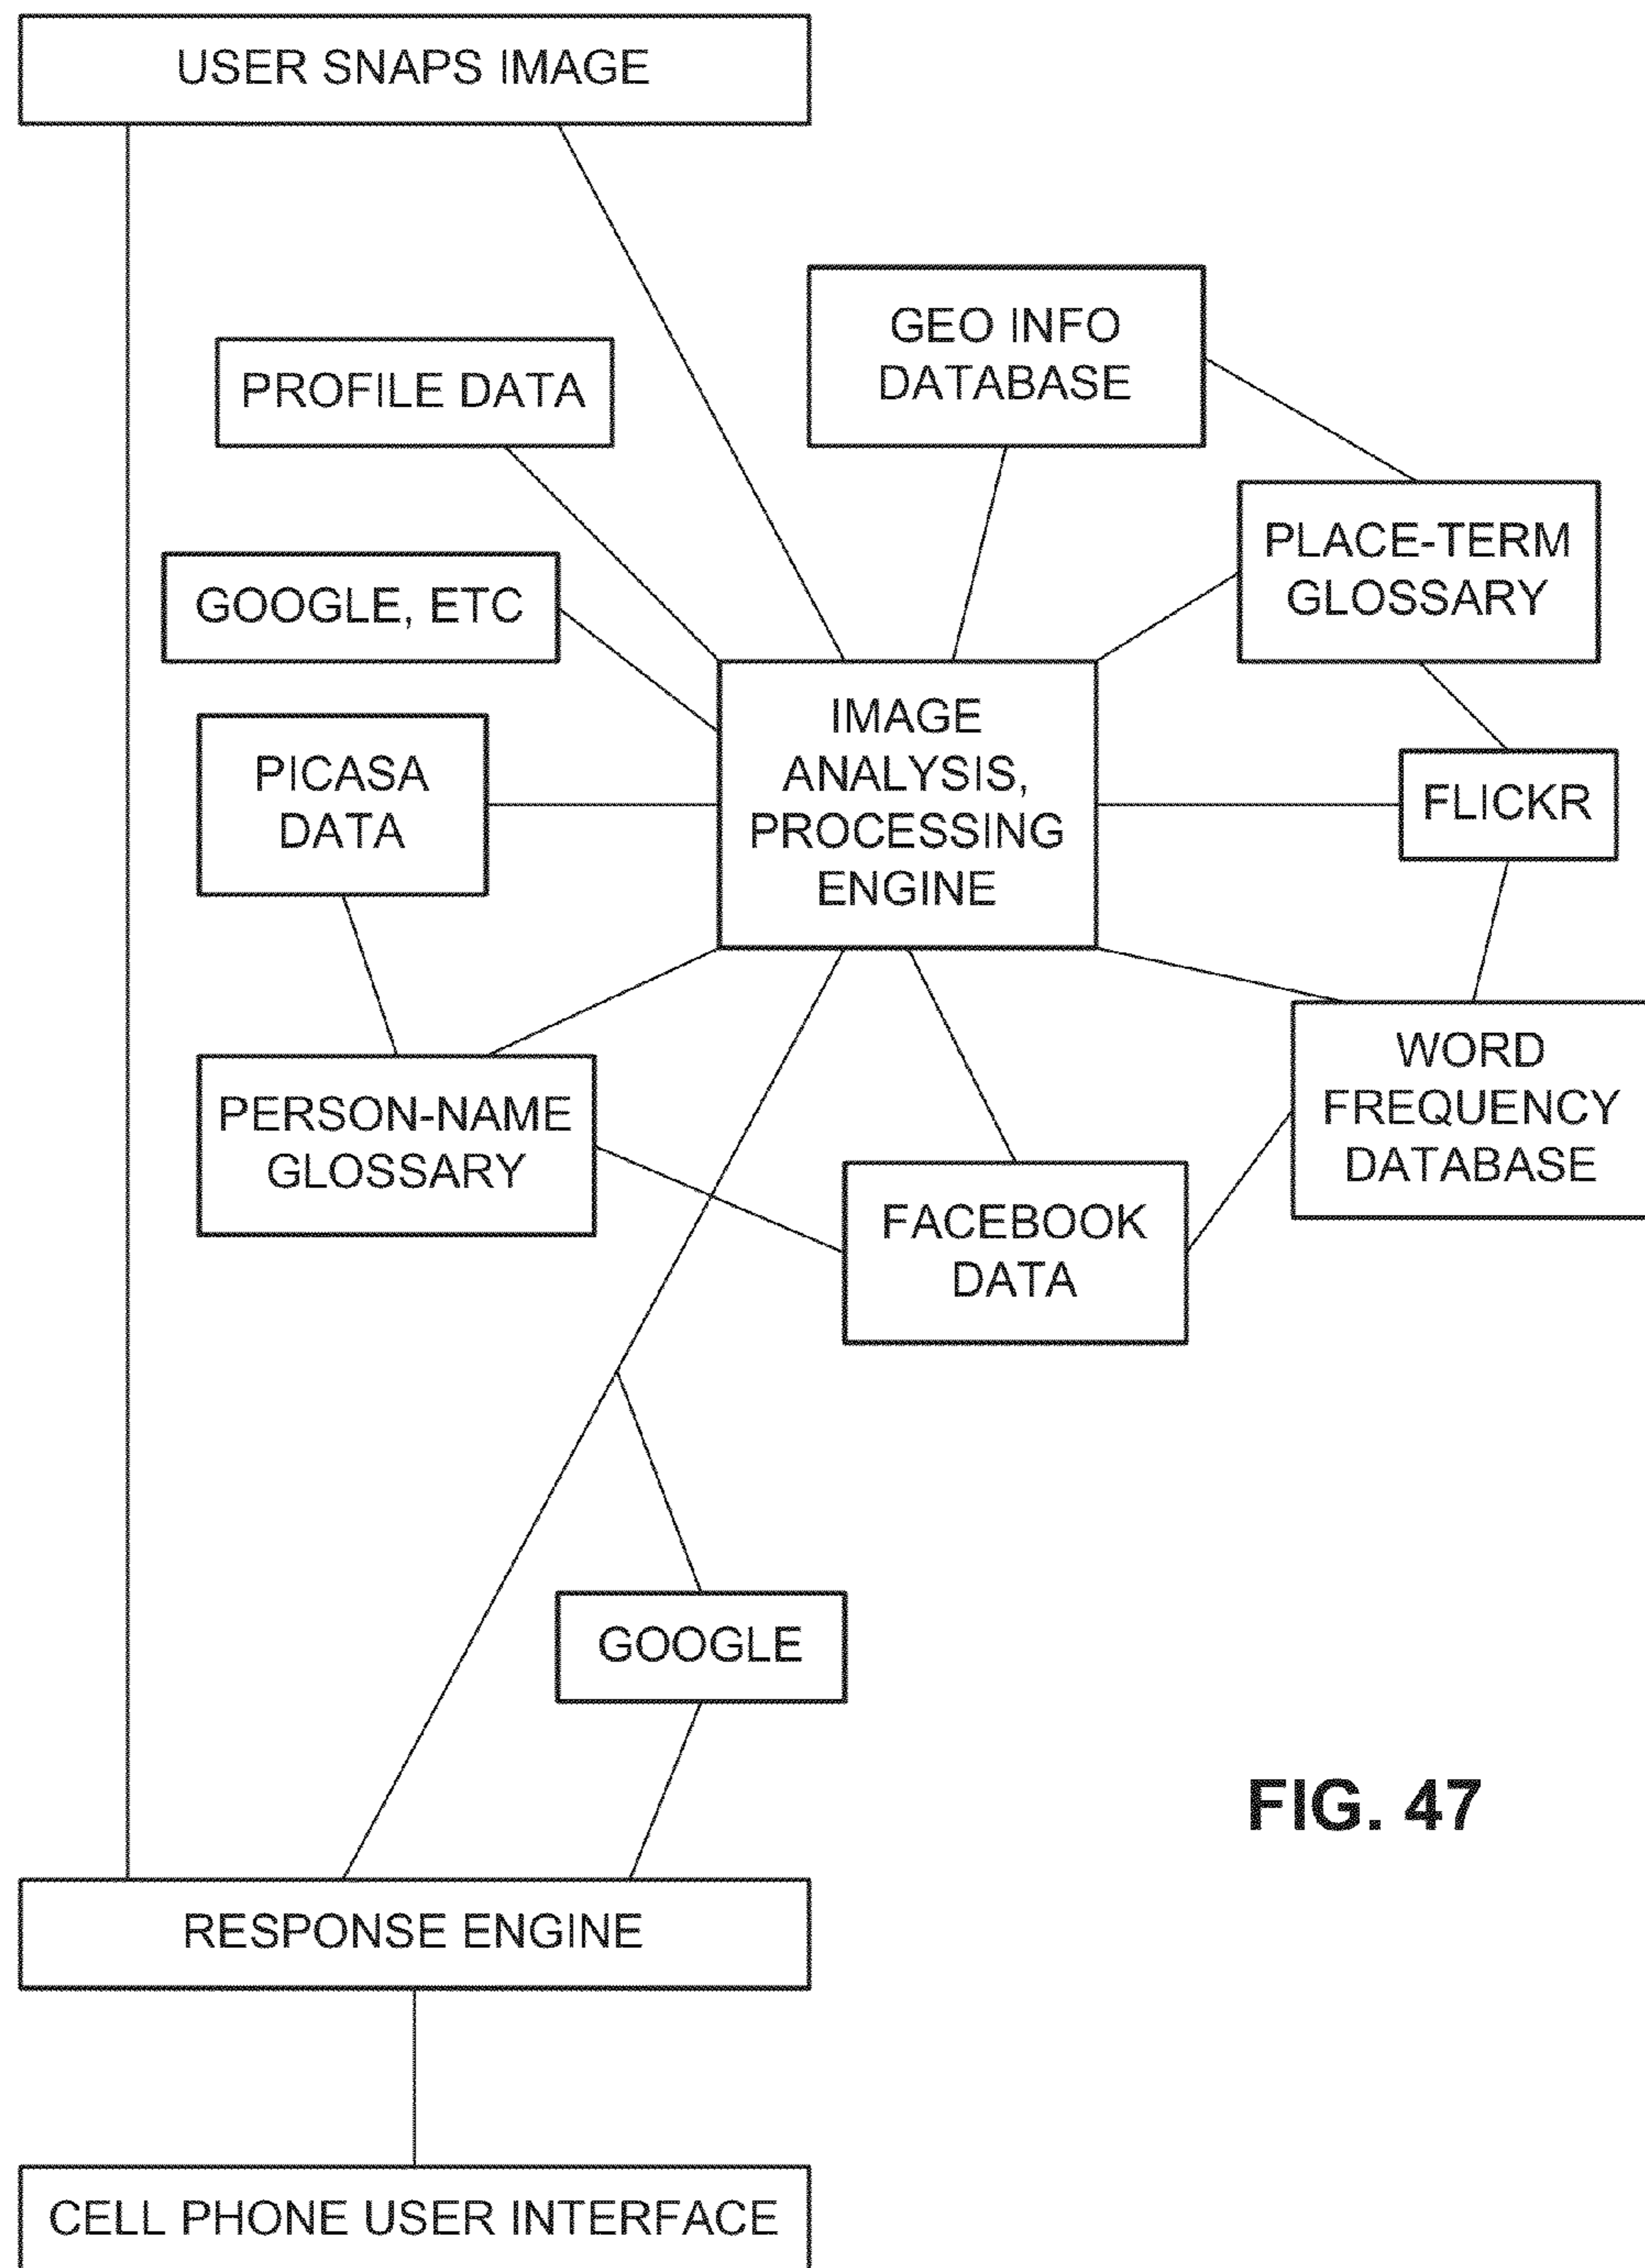 USER SNAPS IMAGE
GEO INFO
DATABASE
PROFILE DATA
PLACE-TERM
GLOSSARY
GOOGLE, ETC
IMAGE
ANALYSIS,
PROCESSING
ENGINE
PICASA
DATA
FLICKR
WORD
FREQUENCY
DATABASE
PERSON-NAME
GLOSSARY
FACEBOOK
DATA
GOOGLE
FIG. 47
RESPONSE ENGINE
CELL PHONE USER INTERFACE